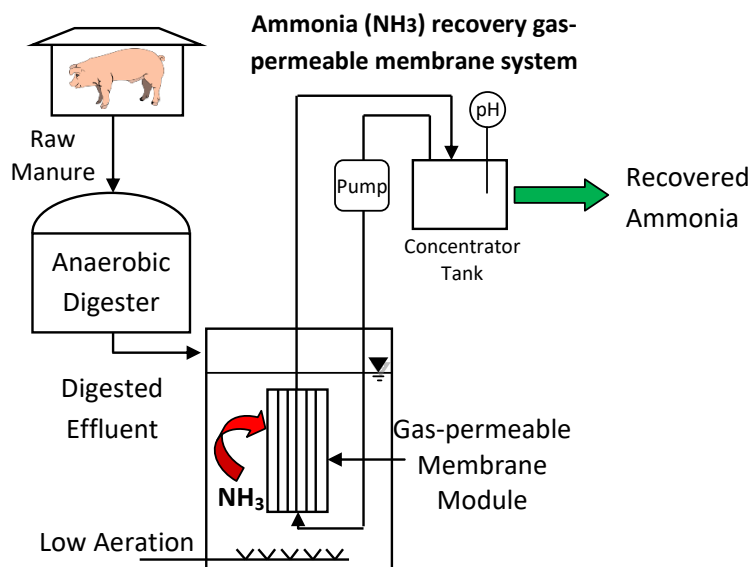 Ammonia (NH3) recovery gas-
permeable membrane system
pH
Raw
Manure
Pump
Recovered
Ammonia
Concentrator
Tank
Anaerobic
Digester
Digested
Effluent
Gas-permeable
Membrane
Module
NH3
Low Aeration